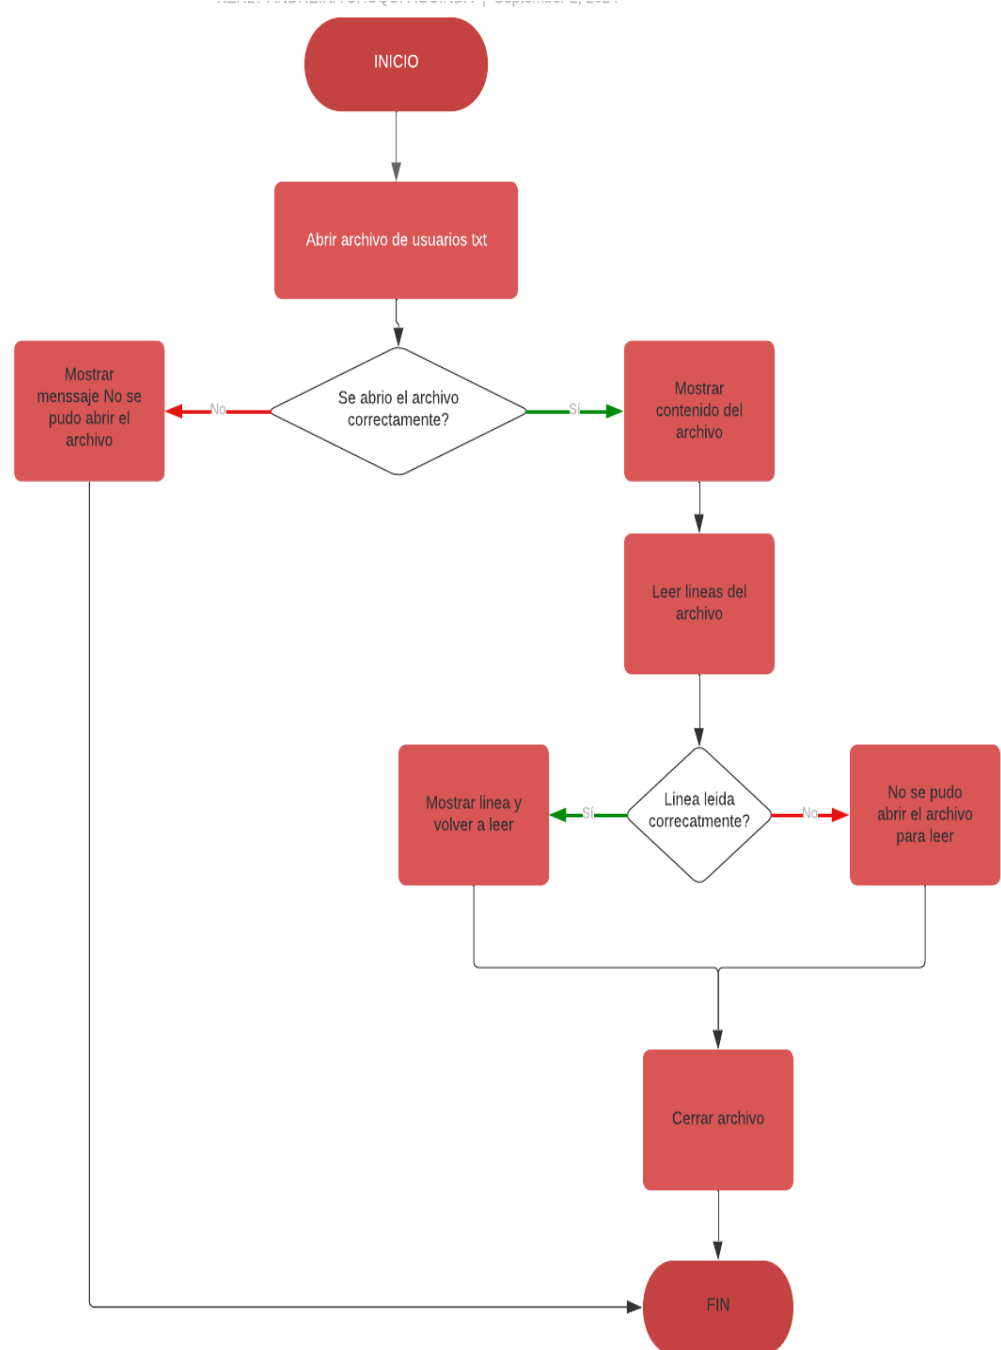 INICIO
Abrir archivo de usuarios txt
Se abrio el archivo
correctamente?
No
Sí
Mostrar
menssaje No se
pudo abrir el
archivo
Mostrar
contenido del
archivo
Leer lineas del
archivo
Linea leida
correcatmente?
Sí
No
Mostrar linea y
volver a leer
No se pudo
abrir el archivo
para leer
Cerrar archivo
FIN